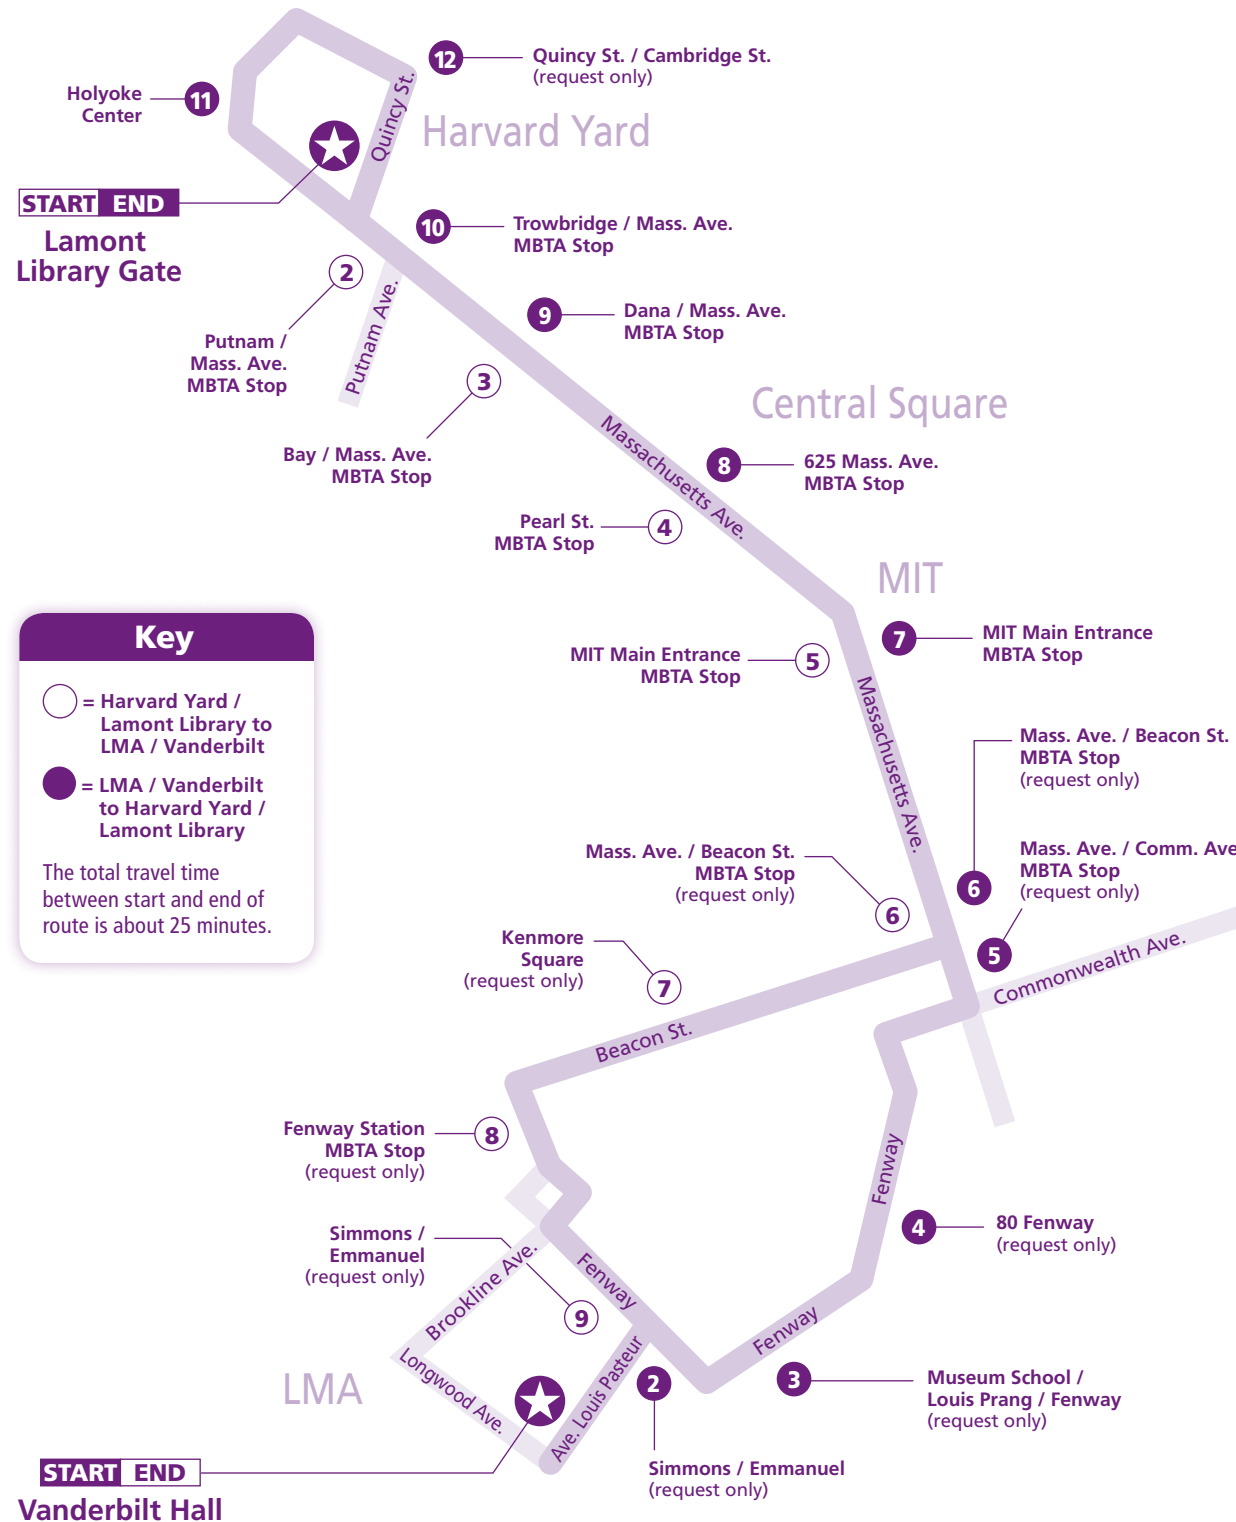 12
Quincy St. / Cambridge St.
(request only)
Holyoke
Center
11
Quincy St.
Harvard Yard
START END
Lamont
Library Gate
10
Trowbridge / Mass. Ave.
MBTA Stop
2
Putnam /
Mass. Ave.
MBTA Stop
Putnam Ave.
9
Dana / Mass. Ave.
MBTA Stop
3
Bay / Mass. Ave.
MBTA Stop
Central Square
Massachusetts Ave.
8
625 Mass. Ave.
MBTA Stop
Pearl St.
MBTA Stop
4
MIT
7
MIT Main Entrance
MBTA Stop
MIT Main Entrance
MBTA Stop
5
Key
= Harvard Yard /
Lamont Library to
LMA / Vanderbilt
= LMA / Vanderbilt
to Harvard Yard /
Lamont Library
The total travel time
between start and end of
route is about 25 minutes.
Massachusetts Ave.
Mass. Ave. / Beacon St.
MBTA Stop
(request only)
6
Mass. Ave. / Comm. Ave
MBTA Stop
(request only)
5
Mass. Ave. / Beacon St.
MBTA Stop
(request only)
6
Kenmore
Square
(request only)
7
Commonwealth Ave.
Beacon St.
Fenway Station
MBTA Stop
(request only)
8
Fenway
4
80 Fenway
(request only)
Simmons /
Emmanuel
(request only)
9
Brookline Ave.
Fenway
Fenway
LMA
Longwood Ave.
Ave. Louis Pasteur
2
Simmons / Emmanuel
(request only)
3
Museum School /
Louis Prang / Fenway
(request only)
START END
Vanderbilt Hall